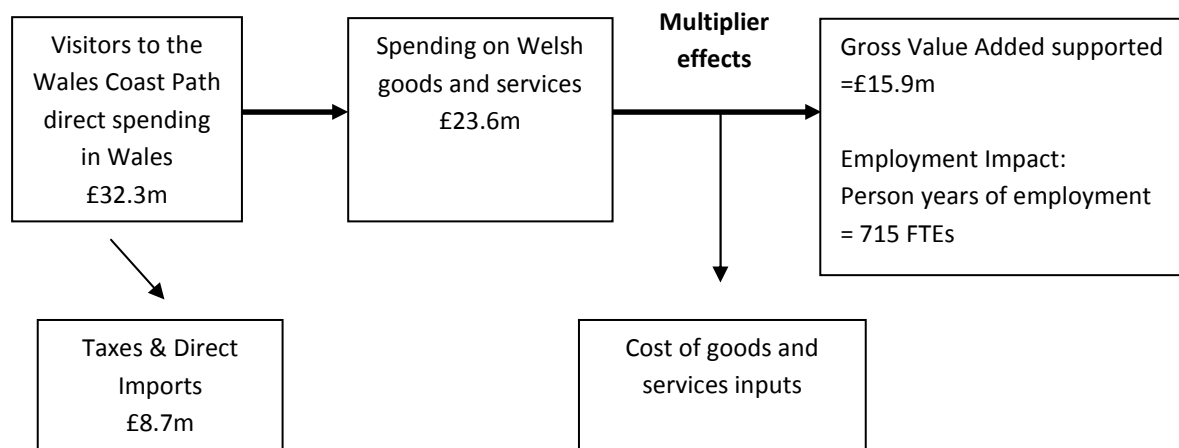 Visitors to the
Wales Coast Path
direct spending
in Wales
£32.3m
Spending on Welsh
goods and services
£23.6m
Multiplier
effects
Gross Value Added supported
=£15.9m
Employment Impact:
Person years of employment
= 715 FTEs
Taxes & Direct
Imports
£8.7m
Cost of goods and
services inputs